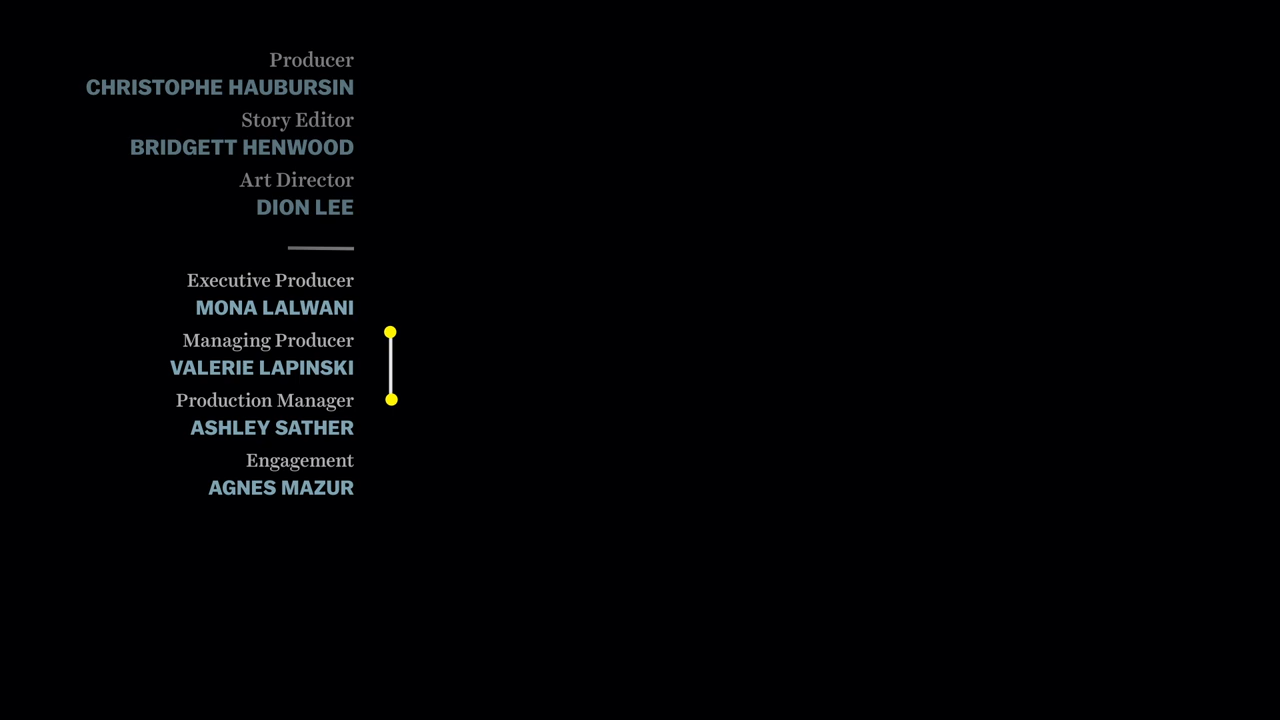 Producer
CHRISTOPHE HAUBURSIN
Story Editor
BRIDGETT HENWOOD
Art Director
DION LEE
Executive Producer
MONA LALWANI
Managing Producer
VALERIE LAPINSKI
Production Manager
ASHLEY SATHER
Engagement
AGNES MAZUR